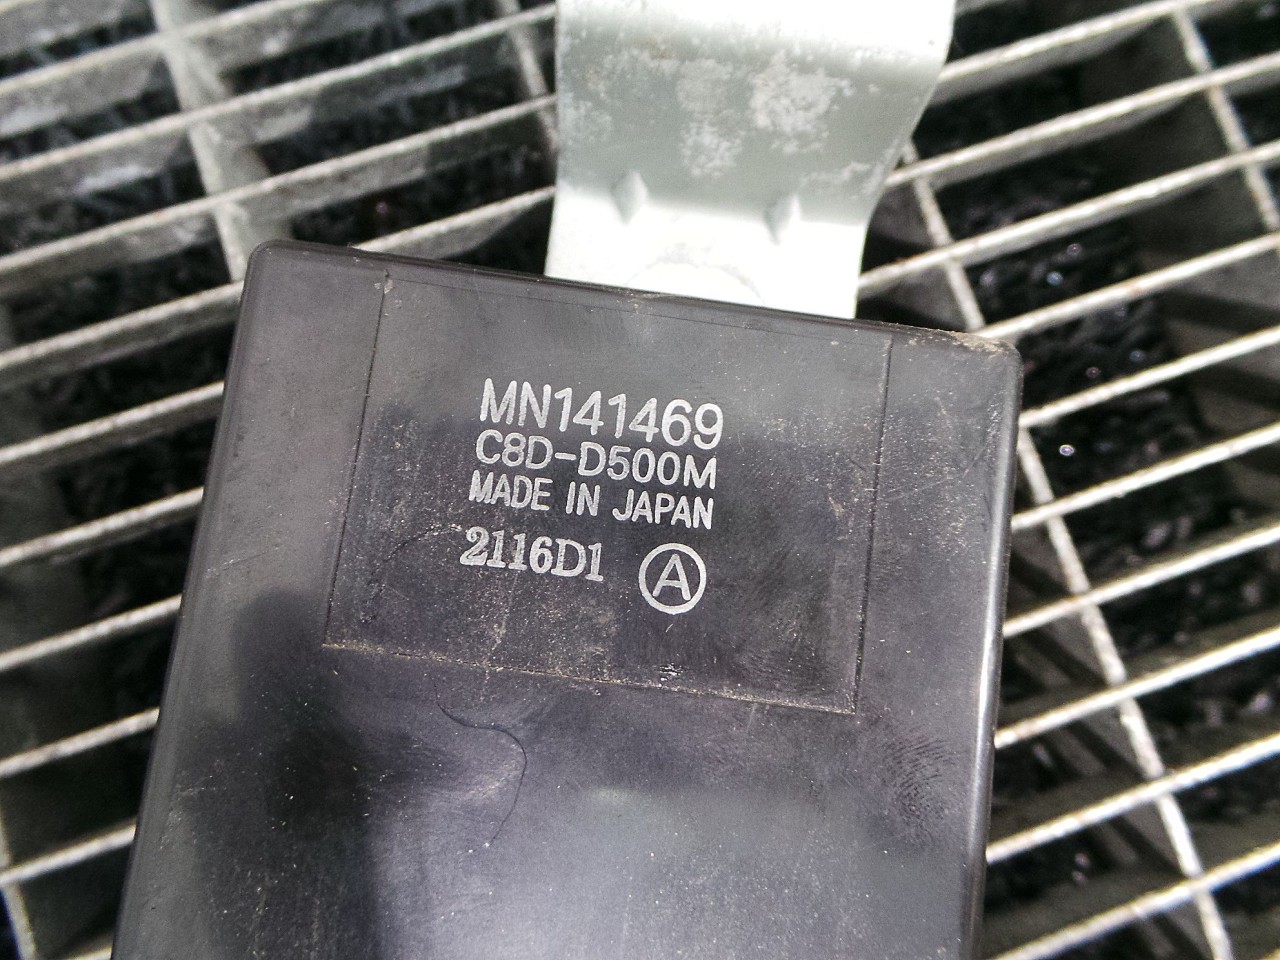 MN141469
C8D-D500M
MADE IN JAPAN
2116D1 Ⓐ